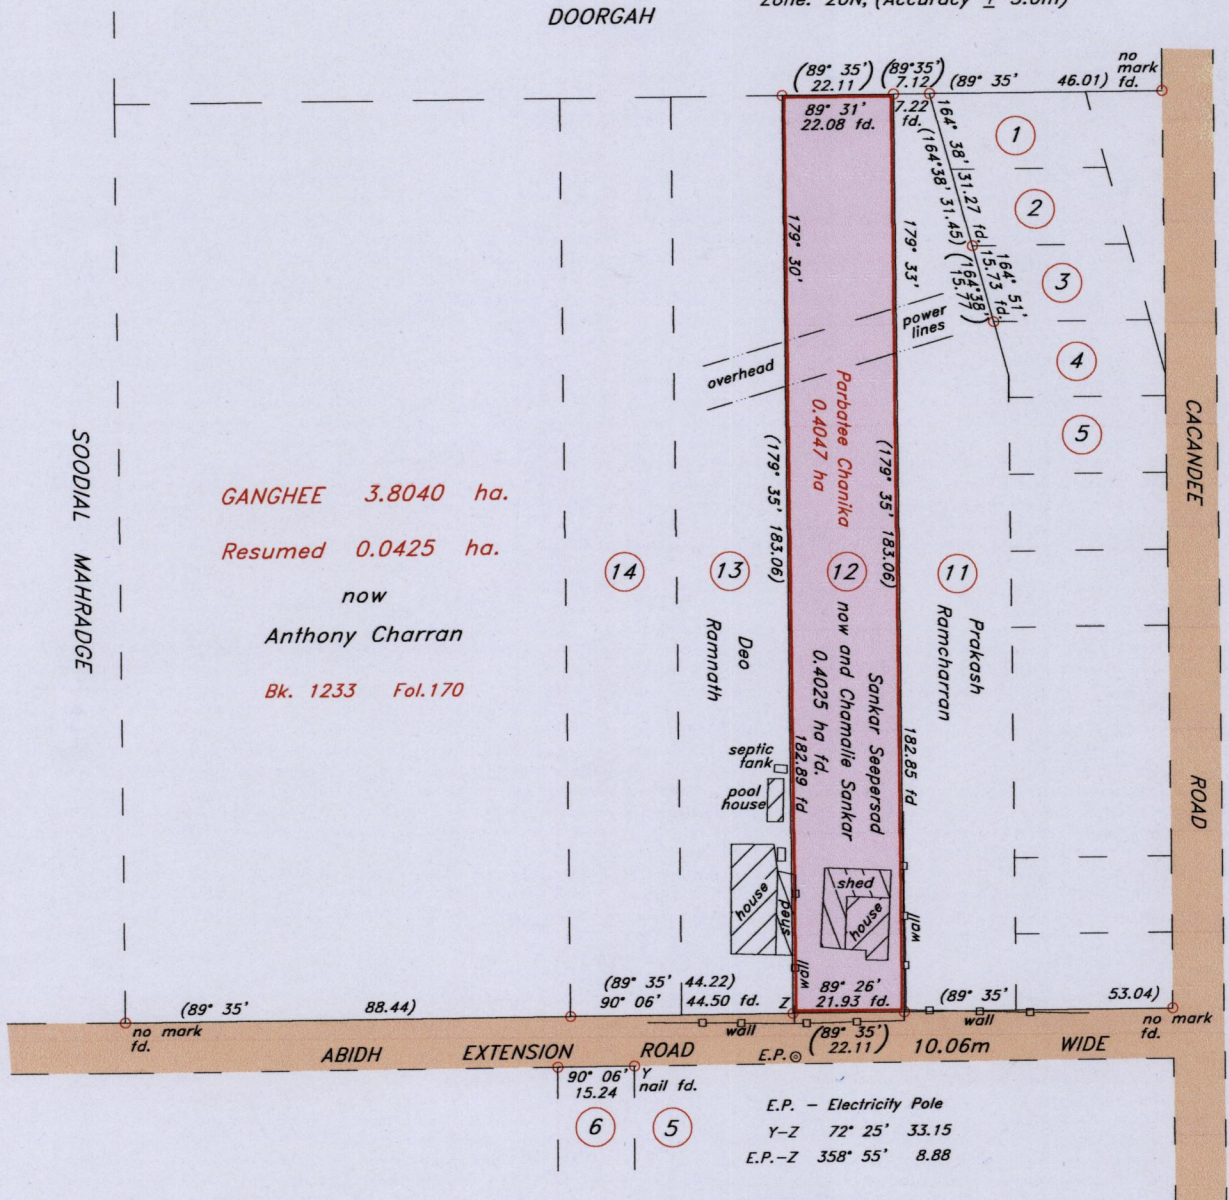 DOORGAH
Zone: 20N, (Accuracy ± 3.0m)
(89° 35'
22.11)
(89°35'
7.12)
(89° 35' 46.01)
no
mark
fd.
89° 31'
22.08 fd.
7.22
fd.
164° 38' 31.27 fd.
(164°38' 31.45)
164° 51'
15.73 fd.
(164°38'
15.77)
1
2
3
4
5
179° 30'
179° 33'
overhead
power
lines
SOODIAL MAHRADGE
CACANDEE
ROAD
GANGHEE 3.8040 ha.
Resumed 0.0425 ha.
now
Anthony Charran
Bk. 1233 Fol.170
14
13
12
11
Deo
Ramnath
(179° 35' 183.06)
Parbatee Chanika
0.4047 ha
(179° 35' 183.06)
Sankar Seepersad
now and Chamalie Sankar
0.4025 ha fd.
Prakash
Ramcharran
182.89 fd
182.85 fd
septic
tank
pool
house
house
shed
shed
house
wall
wall
(89° 35' 88.44)
(89° 35' 44.22)
90° 06' 44.50 fd.
Z
89° 26'
21.93 fd.
(89° 35' 53.04)
no mark
fd.
wall
(89° 35'
22.11)
wall
no mark
fd.
ABIDH EXTENSION ROAD
E.P.
10.06m WIDE
90° 06'
15.24
Y
nail fd.
6
5
E.P. – Electricity Pole
Y–Z 72° 25' 33.15
E.P.–Z 358° 55' 8.88